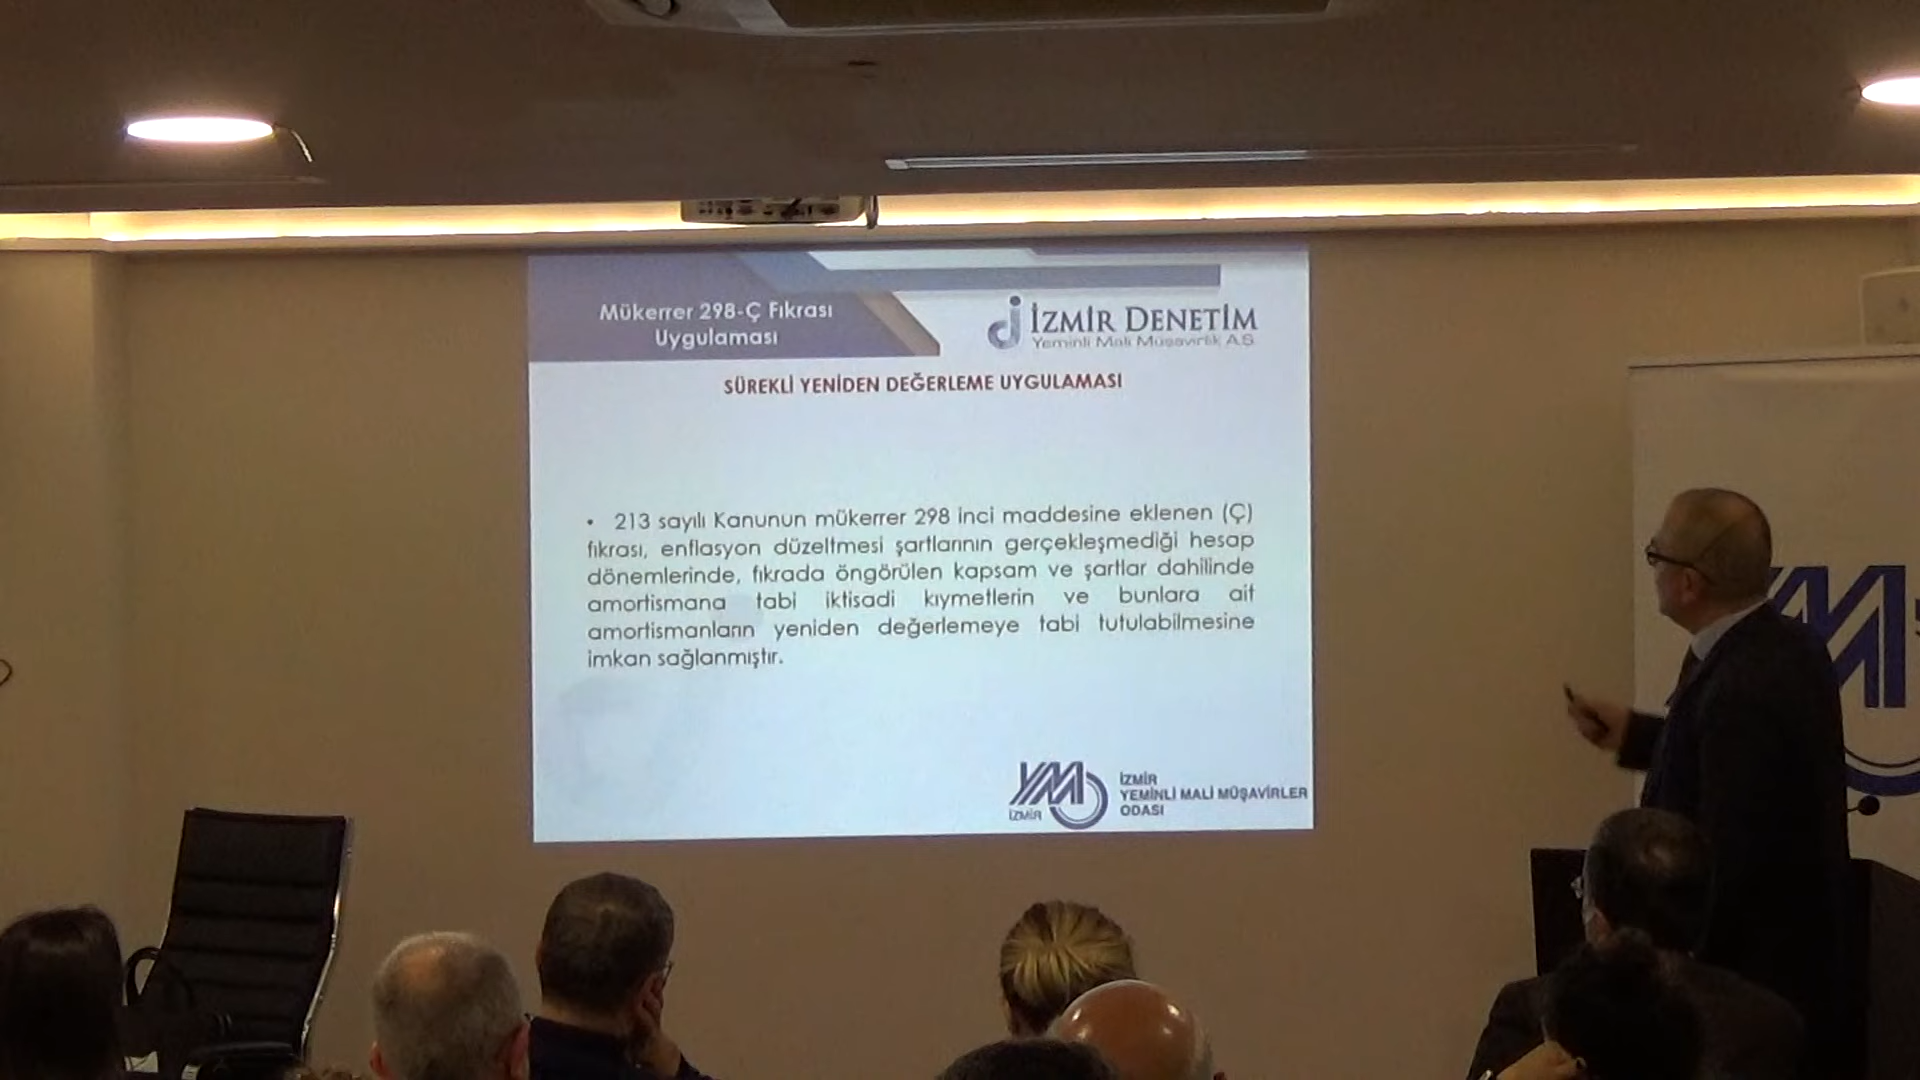 Mükerrer 298-Ç Fıkrası
Uygulaması
İZMİR DENETİM
Yeminli Mali Müşavirlik A.Ş
SÜREKLİ YENİDEN DEĞERLEME UYGULAMASI
• 213 sayılı Kanunun mükerrer 298 inci maddesine eklenen (Ç)
fıkrası, enflasyon düzeltmesi şartlarının gerçekleşmediği hesap
dönemlerinde, fıkrada öngörülen kapsam ve şartlar dahilinde
amortismana tabi iktisadi kıymetlerin ve bunlara ait
amortismanların yeniden değerlemeye tabi tutulabilmesine
imkan sağlanmıştır.
YMM
İZMİR
İZMİR
YEMİNLİ MALİ MÜŞAVİRLER
ODASI